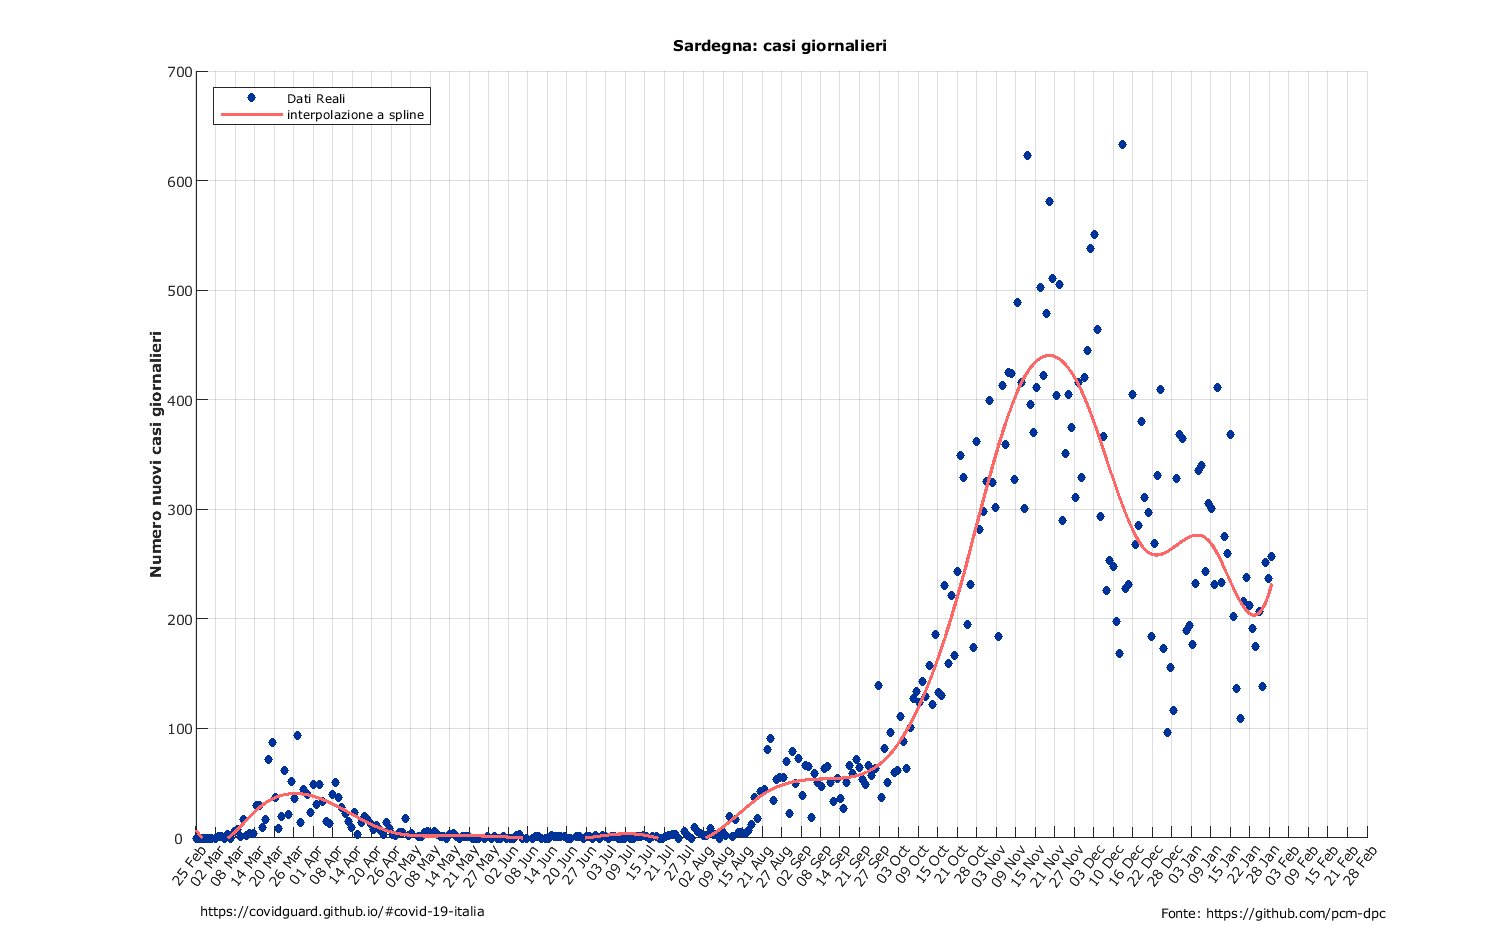 Sardegna: casi giornalieri
Dati Reali
interpolazione a spline
Numero nuovi casi giornalieri
700
600
500
400
300
200
100
0
25 Feb
02 Mar
08 Mar
14 Mar
20 Mar
26 Mar
01 Apr
08 Apr
14 Apr
20 Apr
26 Apr
02 May
08 May
14 May
21 May
27 May
02 Jun
08 Jun
14 Jun
20 Jun
27 Jun
03 Jul
09 Jul
15 Jul
21 Jul
27 Jul
02 Aug
09 Aug
15 Aug
21 Aug
27 Aug
02 Sep
08 Sep
14 Sep
21 Sep
27 Sep
03 Oct
09 Oct
15 Oct
21 Oct
28 Oct
03 Nov
09 Nov
15 Nov
21 Nov
27 Nov
03 Dec
10 Dec
16 Dec
22 Dec
28 Dec
03 Jan
09 Jan
15 Jan
22 Jan
28 Jan
03 Feb
09 Feb
15 Feb
21 Feb
28 Feb
https://covidguard.github.io/#covid-19-italia
Fonte: https://github.com/pcm-dpc